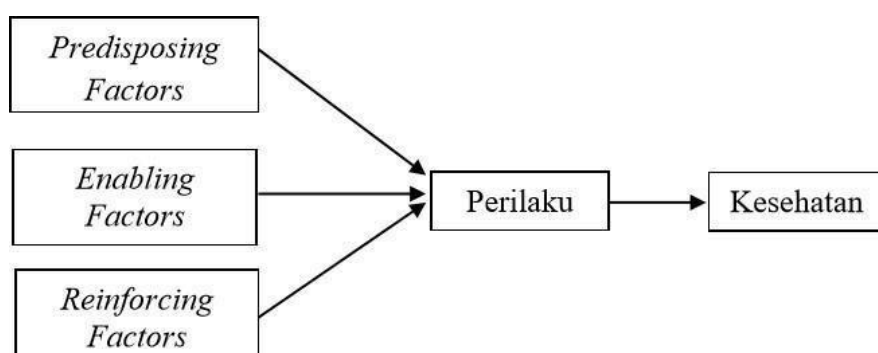 Predisposing
Factors
Enabling
Factors
Perilaku
Kesehatan
Reinforcing
Factors